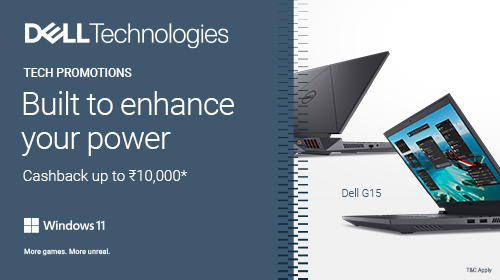 DELLTechnologies
TECH PROMOTIONS
Built to enhance
your power
Cashback up to ₹10,000*
Dell G15
Windows 11
More games. More unreal.
T&C Apply